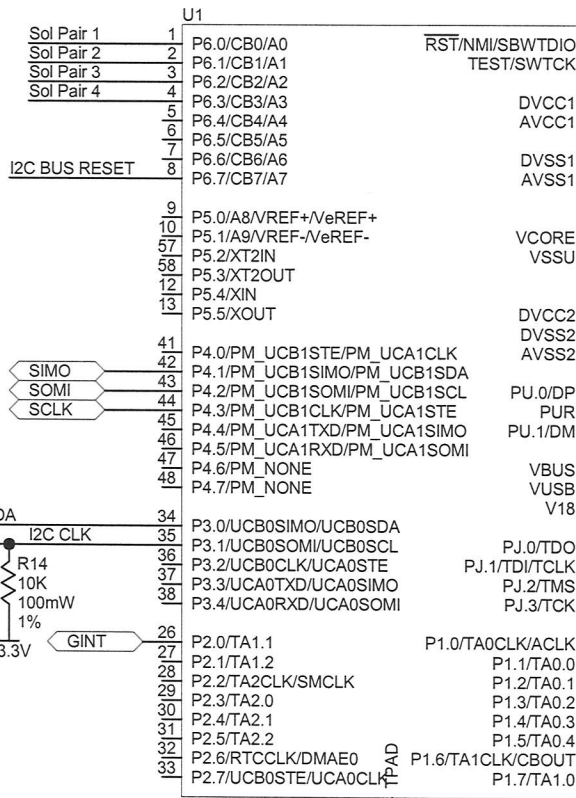 U1
Sol Pair 1 1 P6.0/CB0/A0 RST/NMI/SBWTDIO
Sol Pair 2 2 P6.1/CB1/A1 TEST/SWTCK
Sol Pair 3 3 P6.2/CB2/A2
Sol Pair 4 4 P6.3/CB3/A3 DVCC1
5 P6.4/CB4/A4 AVCC1
6 P6.5/CB5/A5
7 P6.6/CB6/A6 DVSS1
I2C BUS RESET 8 P6.7/CB7/A7 AVSS1
9 P5.0/A8/VREF+/VeREF+
10 P5.1/A9/VREF-/VeREF- VCORE
57 P5.2/XT2IN VSSU
58 P5.3/XT2OUT
12 P5.4/XIN
13 P5.5/XOUT DVCC2
DVSS2
41 P4.0/PM_UCB1STE/PM_UCA1CLK AVSS2
SIMO 42 P4.1/PM_UCB1SIMO/PM_UCB1SDA
SOMI 43 P4.2/PM_UCB1SOMI/PM_UCB1SCL PU.0/DP
SCLK 44 P4.3/PM_UCB1CLK/PM_UCA1STE PUR
45 P4.4/PM_UCA1TXD/PM_UCA1SIMO PU.1/DM
46 P4.5/PM_UCA1RXD/PM_UCA1SOMI
47 P4.6/PM_NONE VBUS
48 P4.7/PM_NONE VUSB
V18
DA 34 P3.0/UCB0SIMO/UCB0SDA
I2C CLK 35 P3.1/UCB0SOMI/UCB0SCL PJ.0/TDO
R14 36 P3.2/UCB0CLK/UCA0STE PJ.1/TDI/TCLK
10K 37 P3.3/UCA0TXD/UCA0SIMO PJ.2/TMS
100mW 38 P3.4/UCA0RXD/UCA0SOMI PJ.3/TCK
1%
3.3V GINT 26 P2.0/TA1.1 P1.0/TA0CLK/ACLK
27 P2.1/TA1.2 P1.1/TA0.0
28 P2.2/TA2CLK/SMCLK P1.2/TA0.1
29 P2.3/TA2.0 P1.3/TA0.2
30 P2.4/TA2.1 P1.4/TA0.3
31 P2.5/TA2.2 P1.5/TA0.4
32 P2.6/RTCCLK/DMAE0 P1.6/TA1CLK/CBOUT
33 P2.7/UCB0STE/UCA0CLK P1.7/TA1.0
TPAD